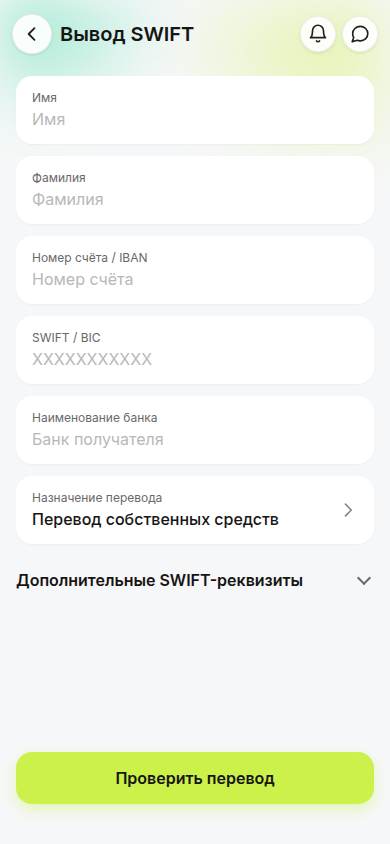 Вывод SWIFT
Имя
Имя
Фамилия
Фамилия
Номер счёта / IBAN
Номер счёта
SWIFT / BIC
XXXXXXXXXXX
Наименование банка
Банк получателя
Назначение перевода
Перевод собственных средств
Дополнительные SWIFT-реквизиты
Проверить перевод